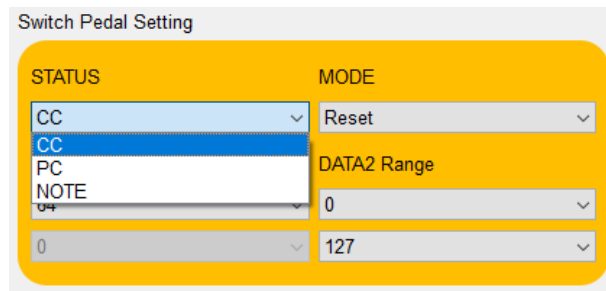 Switch Pedal Setting
STATUS MODE
CC Reset
CC
PC DATA2 Range
NOTE
64 0
0 127